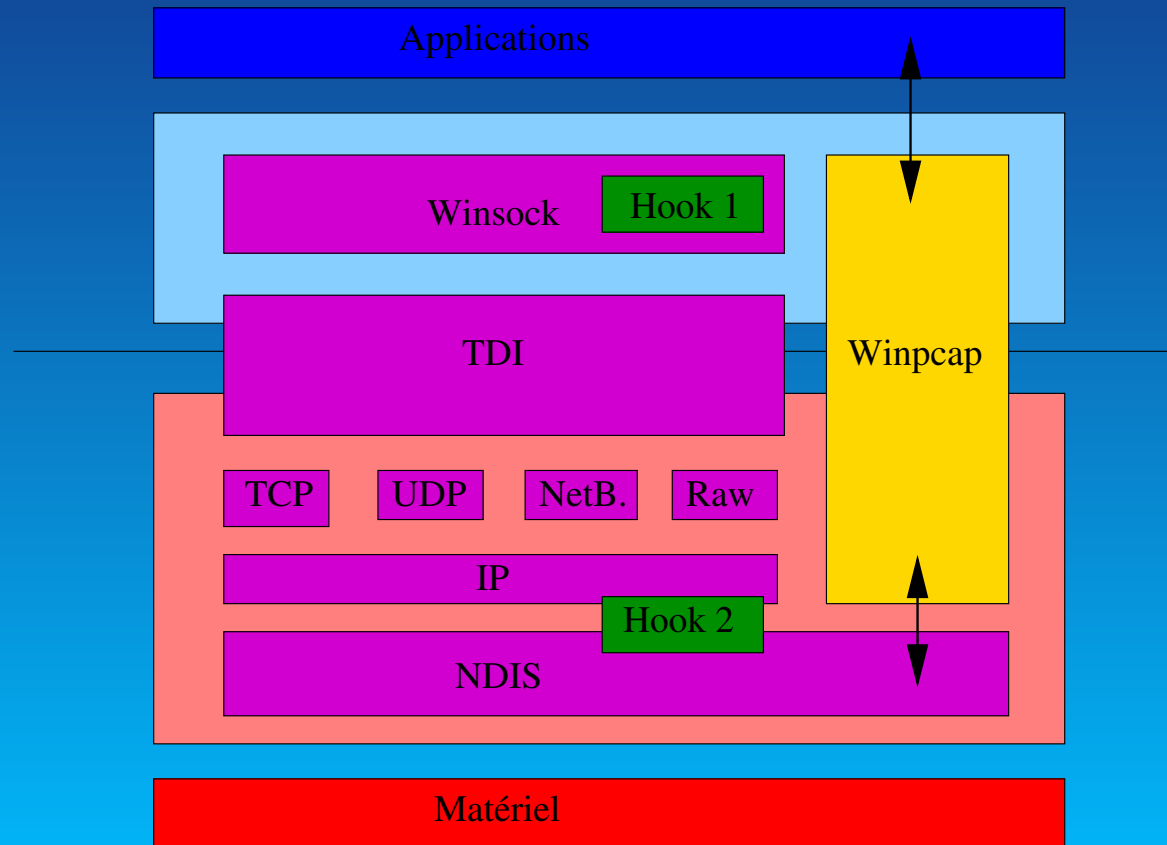 Applications
Winsock
Hook 1
TDI
Winpcap
TCP
UDP
NetB.
Raw
IP
Hook 2
NDIS
Matériel